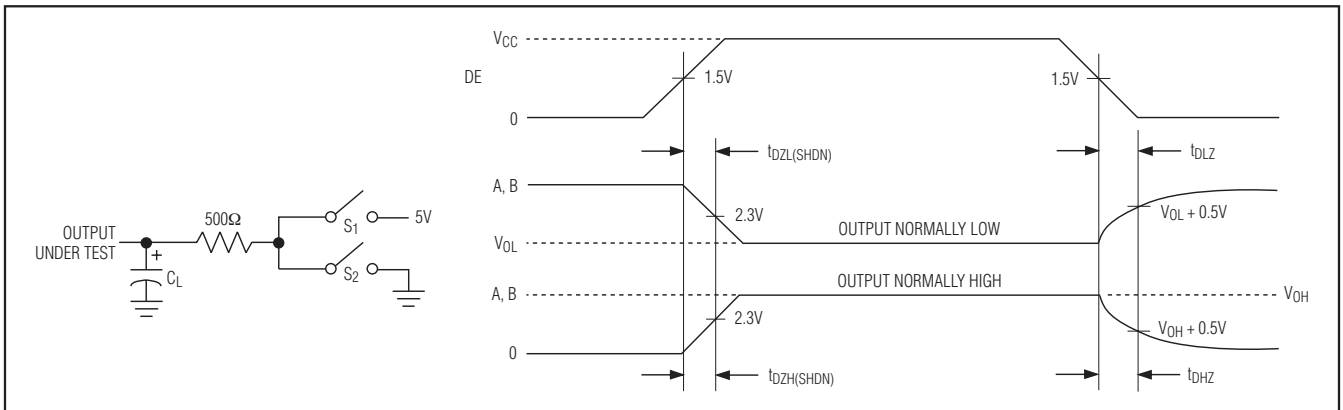 OUTPUT
UNDER TEST
500Ω
+
CL
S1
5V
S2
VCC
DE
1.5V
1.5V
0
tDZL(SHDN)
tDLZ
A, B
2.3V
VOL + 0.5V
OUTPUT NORMALLY LOW
VOL
OUTPUT NORMALLY HIGH
A, B
VOH
2.3V
VOH + 0.5V
0
tDZH(SHDN)
tDHZ